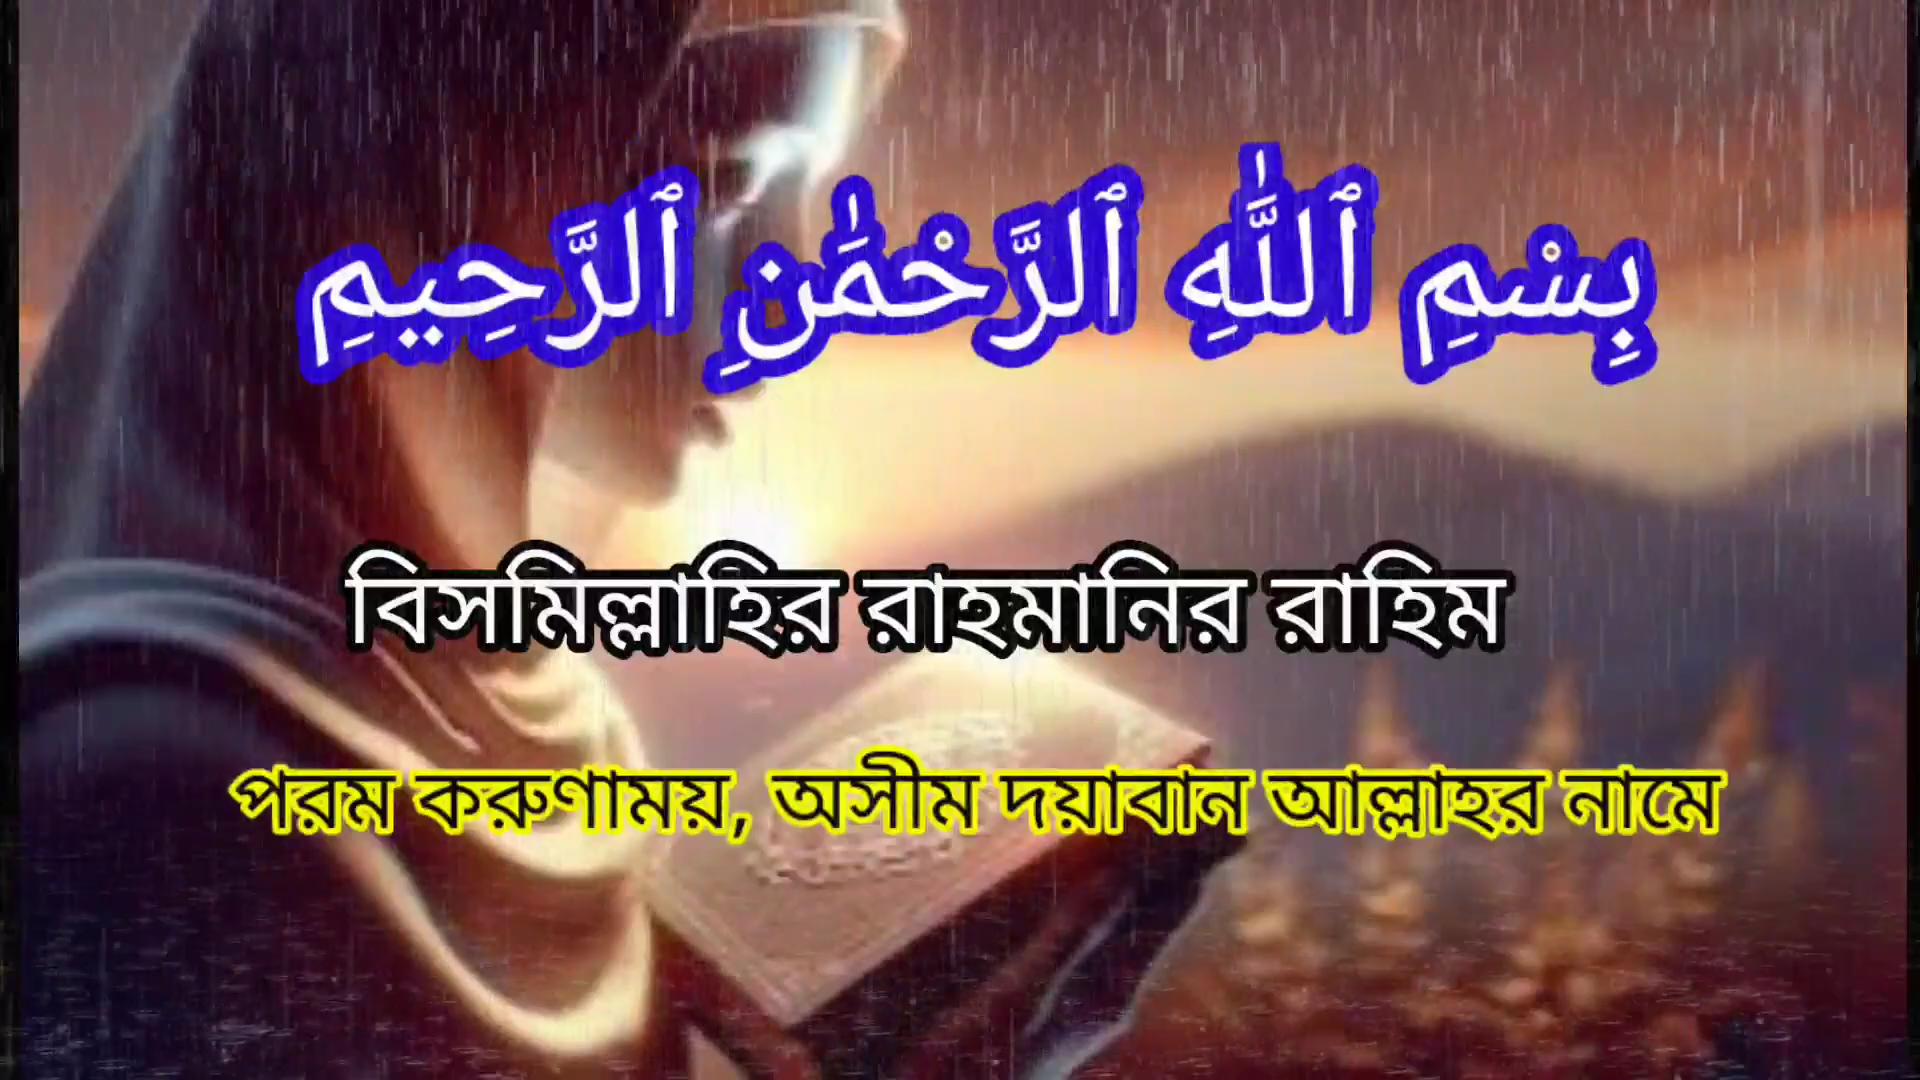 بِسْمِ ٱللَّٰهِ ٱلرَّحْمَٰنِ ٱلرَّحِيمِ
বিসমিল্লাহির রাহমানির রাহিম
পরম করুণাময়, অসীম দয়াবান আল্লাহর নামে